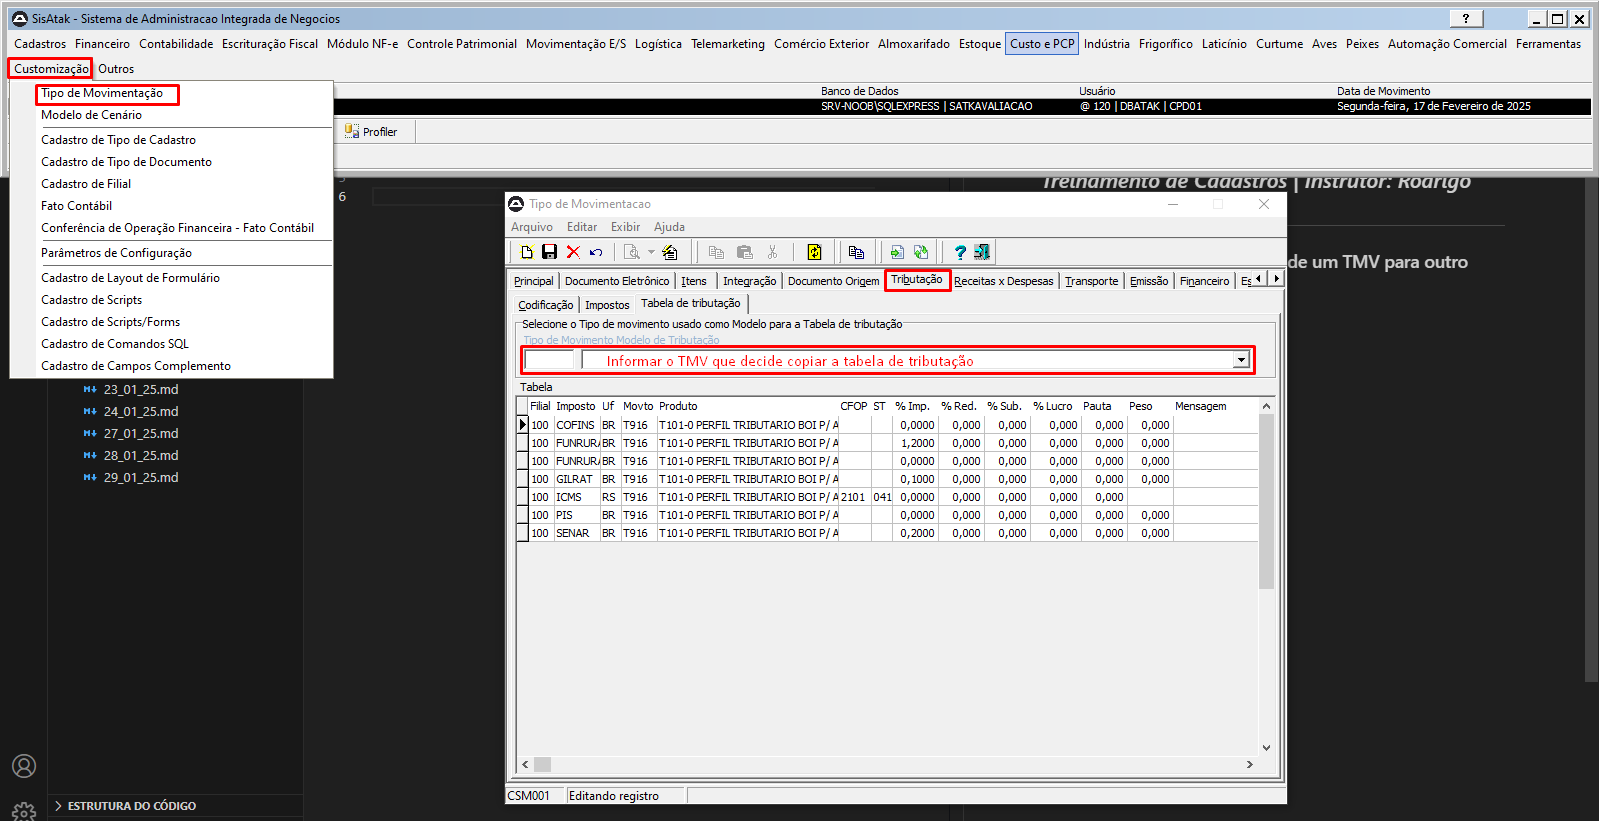 SisAtak - Sistema de Administracao Integrada de Negocios
Cadastros Financeiro Contabilidade Escrituração Fiscal Módulo NF-e Controle Patrimonial Movimentação E/S Logística Telemarketing Comércio Exterior Almoxarifado Estoque Custo e PCP Indústria Frigorífico Laticínio Curtume Aves Peixes Automação Comercial Ferramentas
Customização Outros
Tipo de Movimentação
Modelo de Cenário
Cadastro de Tipo de Cadastro
Cadastro de Tipo de Documento
Cadastro de Filial
Fato Contábil
Conferência de Operação Financeira - Fato Contábil
Parâmetros de Configuração
Cadastro de Layout de Formulário
Cadastro de Scripts
Cadastro de Scripts/Forms
Cadastro de Comandos SQL
Cadastro de Campos Complemento
Banco de Dados Usuário Data de Movimento
SRV-NOOB\SQLEXPRESS | SATKAVALIACAO @ 120 | DBATAK | CPD01 Segunda-feira, 17 de Fevereiro de 2025
Profiler
6
Treinamento de Cadastros | Instrutor: Rodrigo
de um TMV para outro
23_01_25.md
24_01_25.md
27_01_25.md
28_01_25.md
29_01_25.md
ESTRUTURA DO CÓDIGO
Tipo de Movimentacao
Arquivo Editar Exibir Ajuda
Principal Documento Eletrônico Itens Integração Documento Origem Tributação Receitas x Despesas Transporte Emissão Financeiro Es
Codificação Impostos Tabela de tributação
Selecione o Tipo de movimento usado como Modelo para a Tabela de tributação
Tipo de Movimento Modelo de Tributação
Informar o TMV que decide copiar a tabela de tributação
Tabela
Filial Imposto Uf Movto Produto CFOP ST % Imp. % Red. % Sub. % Lucro Pauta Peso Mensagem
100 COFINS BR T916 T101-0 PERFIL TRIBUTARIO BOI P/ A 0,0000 0,000 0,000 0,000 0,000 0,000
100 FUNRURA BR T916 T101-0 PERFIL TRIBUTARIO BOI P/ A 1,2000 0,000 0,000 0,000 0,000 0,000
100 FUNRURA BR T916 T101-0 PERFIL TRIBUTARIO BOI P/ A 0,0000 0,000 0,000 0,000 0,000 0,000
100 GILRAT BR T916 T101-0 PERFIL TRIBUTARIO BOI P/ A 0,1000 0,000 0,000 0,000 0,000 0,000
100 ICMS RS T916 T101-0 PERFIL TRIBUTARIO BOI P/ A 2101 041 0,0000 0,000 0,000 0,000 0,000
100 PIS BR T916 T101-0 PERFIL TRIBUTARIO BOI P/ A 0,0000 0,000 0,000 0,000 0,000 0,000
100 SENAR BR T916 T101-0 PERFIL TRIBUTARIO BOI P/ A 0,2000 0,000 0,000 0,000 0,000 0,000
CSM001 Editando registro